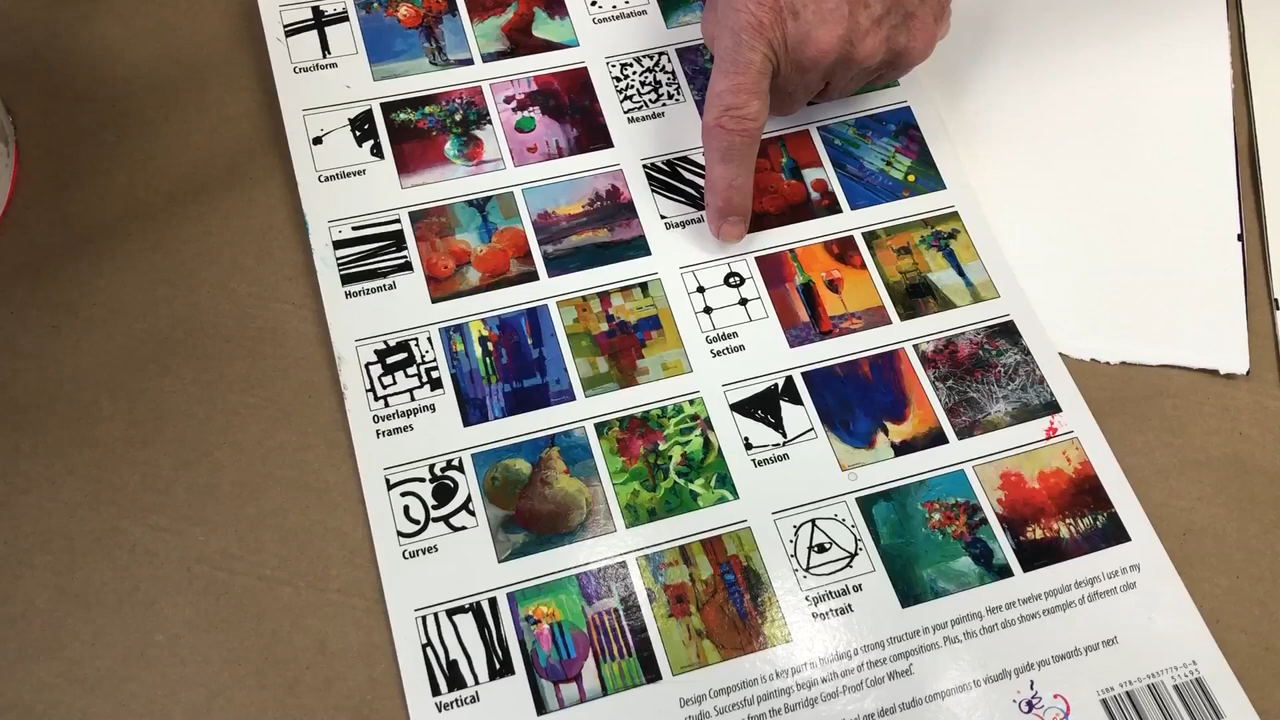 Cruciform
Cantilever
Horizontal
Overlapping
Frames
Curves
Vertical
Constellation
Meander
Diagonal
Golden
Section
Tension
Spiritual or
Portrait
Design Composition is a key part in building a strong structure in your painting. Here are twelve popular designs I use in my
studio. Successful paintings begin with one of these compositions. Plus, this chart also shows examples of different color
from the Burridge Goof-Proof Color Wheel.
are ideal studio companions to visually guide you towards your next
ISBN 978-0-9837779-0-8
51495